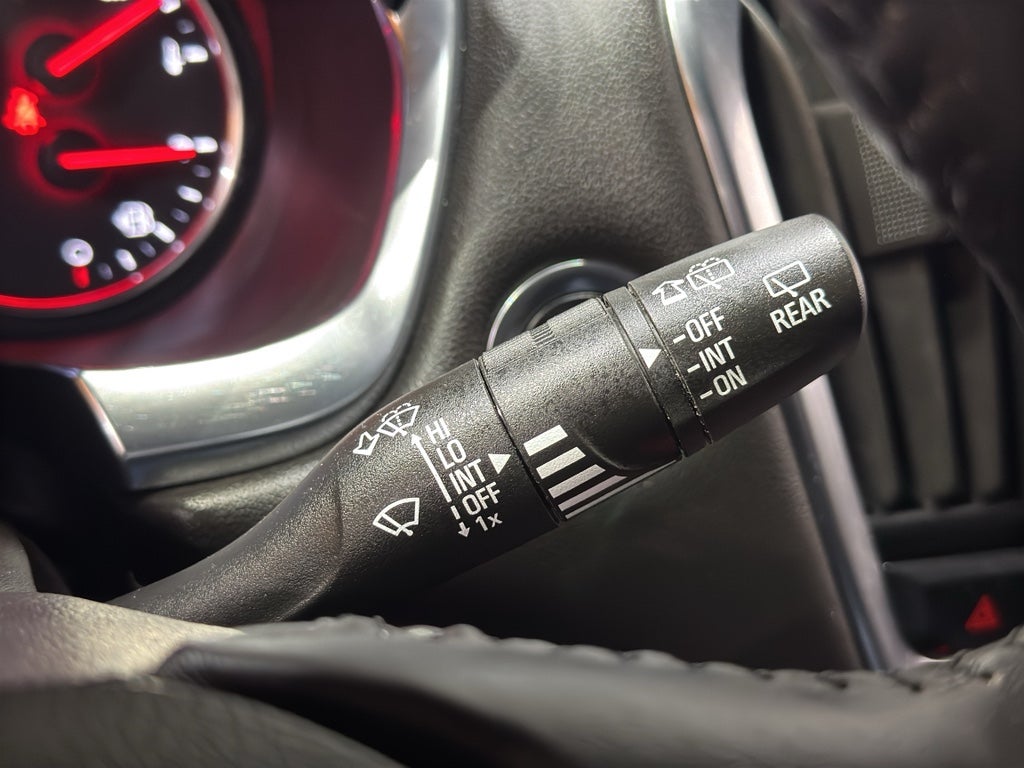 HI
LO
INT
OFF
1x
-OFF
-INT
-ON
REAR